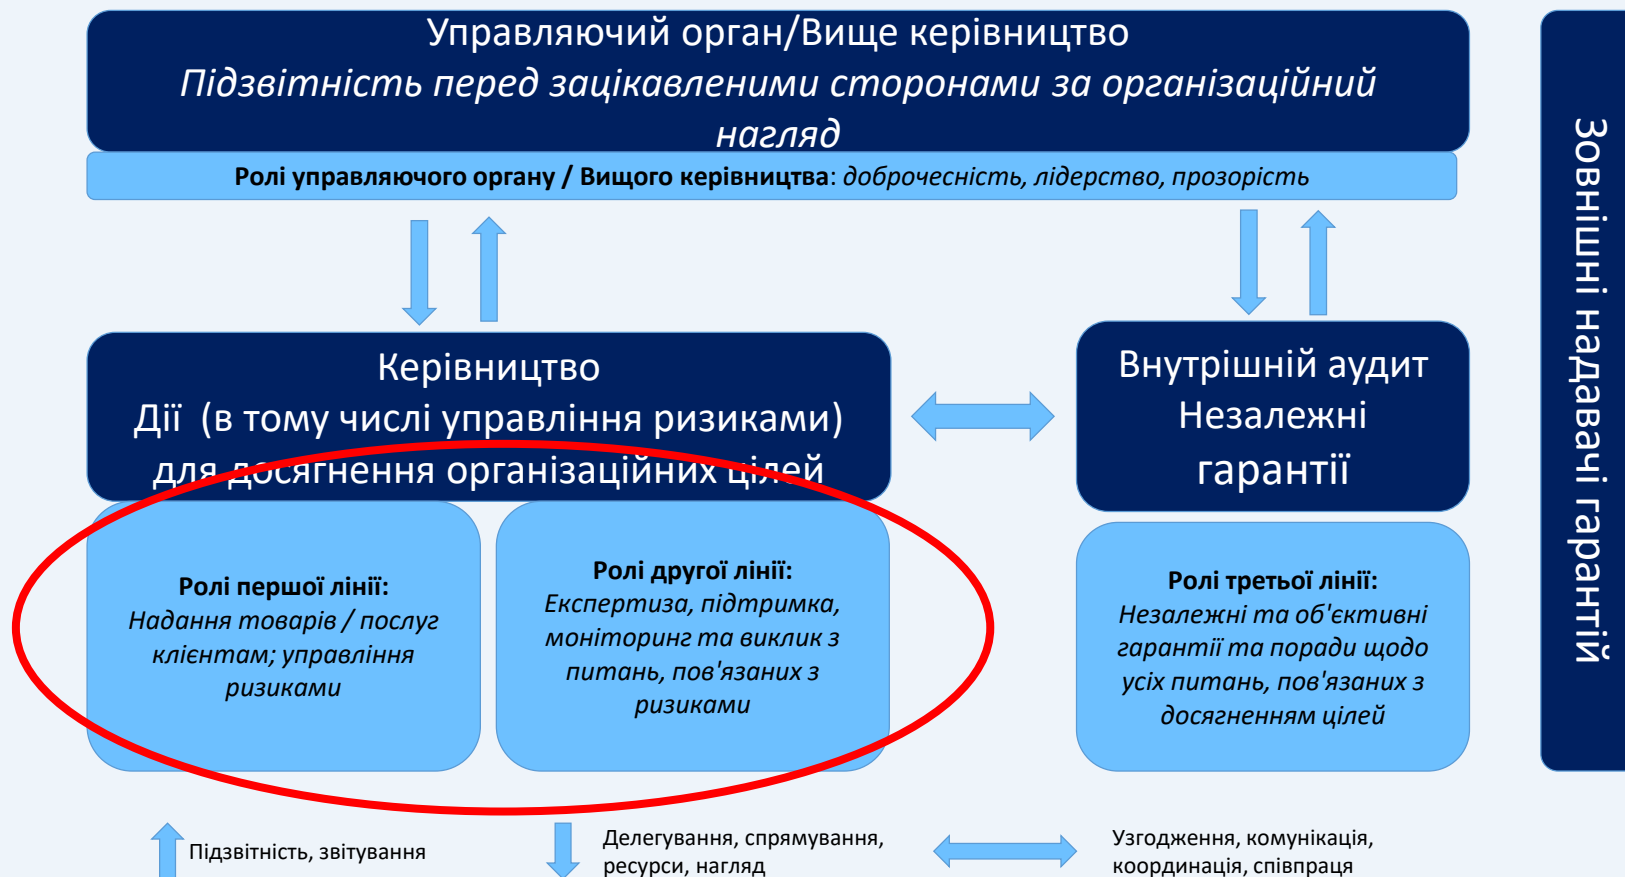 Управляючий орган/Вище керівництво
Підзвітність перед зацікавленими сторонами за організаційний
нагляд
Ролі управляючого органу / Вищого керівництва: доброчесність, лідерство, прозорість
Керівництво
Дії (в тому числі управління ризиками)
для досягнення організаційних цілей
Внутрішній аудит
Незалежні
гарантії
Ролі першої лінії:
Надання товарів / послуг
клієнтам; управління
ризиками
Ролі другої лінії:
Експертиза, підтримка,
моніторинг та виклик з
питань, пов'язаних з
ризиками
Ролі третьої лінії:
Незалежні та об'єктивні
гарантії та поради щодо
усіх питань, пов'язаних з
досягненням цілей
Зовнішні надавачі гарантій
Підзвітність, звітування
Делегування, спрямування,
ресурси, нагляд
Узгодження, комунікація,
координація, співпраця